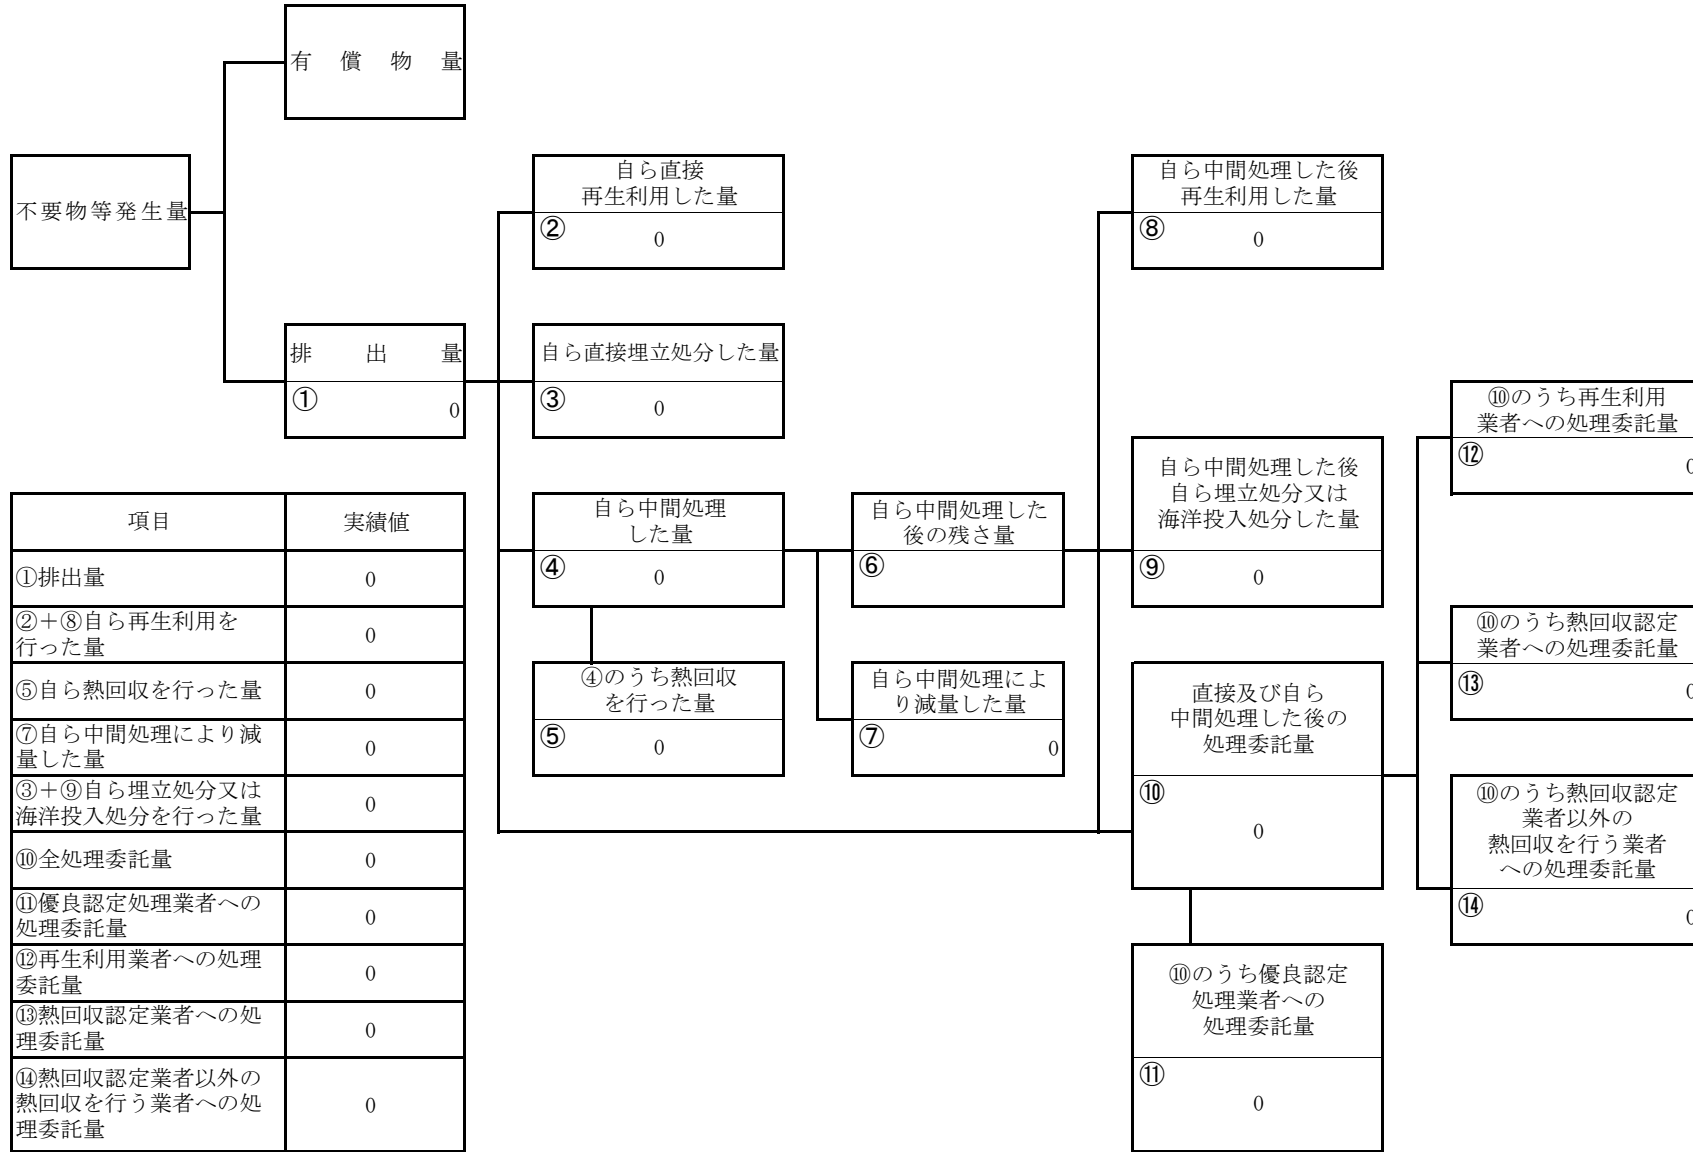 有償物量
不要物等発生量
排出量
①
0
自ら直接
再生利用した量
②
0
自ら直接埋立処分した量
③
0
自ら中間処理
した量
④
0
④のうち熱回収
を行った量
⑤
0
自ら中間処理した
後の残さ量
⑥
自ら中間処理によ
り減量した量
⑦
0
自ら中間処理した後
再生利用した量
⑧
0
自ら中間処理した後
自ら埋立処分又は
海洋投入処分した量
⑨
0
直接及び自ら
中間処理した後の
処理委託量
⑩
0
⑩のうち優良認定
処理業者への
処理委託量
⑪
0
⑩のうち再生利用
業者への処理委託量
⑫
0
⑩のうち熱回収認定
業者への処理委託量
⑬
0
⑩のうち熱回収認定
業者以外の
熱回収を行う業者
への処理委託量
⑭
0
項目 実績値
①排出量 0
②＋⑧自ら再生利用を
行った量 0
⑤自ら熱回収を行った量 0
⑦自ら中間処理により減
量した量 0
③＋⑨自ら埋立処分又は
海洋投入処分を行った量 0
⑩全処理委託量 0
⑪優良認定処理業者への
処理委託量 0
⑫再生利用業者への処理
委託量 0
⑬熱回収認定業者への処
理委託量 0
⑭熱回収認定業者以外の
熱回収を行う業者への処
理委託量 0